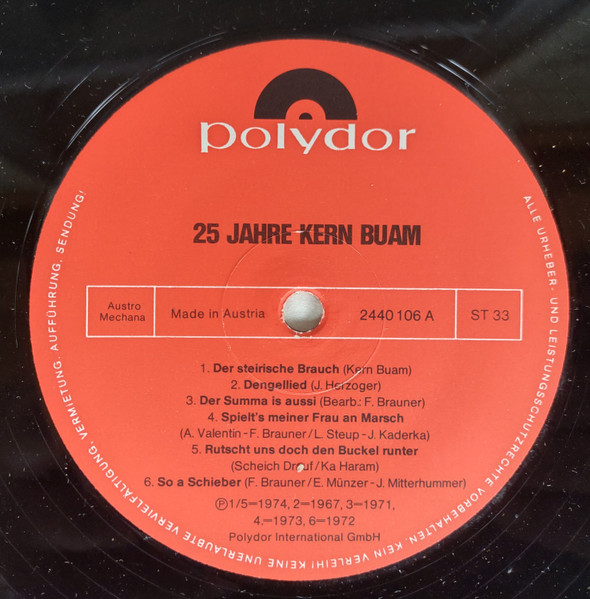 polydor
25 JAHRE KERN BUAM
Austro
Mechana
Made in Austria
2440 106 A
ST 33
1. Der steirische Brauch (Kern Buam)
2. Dengellied (J. Herzoger)
3. Der Summa is aussi (Bearb.: F. Brauner)
4. Spielt's meiner Frau an Marsch
(A. Valentin-F. Brauner/L. Steup-J. Kaderka)
5. Rutscht uns doch den Buckel runter
(Scheich Drauf/Ka Haram)
6. So a Schieber (F. Brauner/E. Münzer-J. Mitterhummer)
Ⓟ1/5=1974, 2=1967, 3=1971,
4.=1973, 6=1972
Polydor International GmbH
ALLE URHEBER- UND LEISTUNGSSCHUTZRECHTE VORBEHALTEN. KEIN VERLEIH! KEINE UNERLAUBTE VERVIELFÄLTIGUNG, VERMIETUNG, AUFFÜHRUNG, SENDUNG!